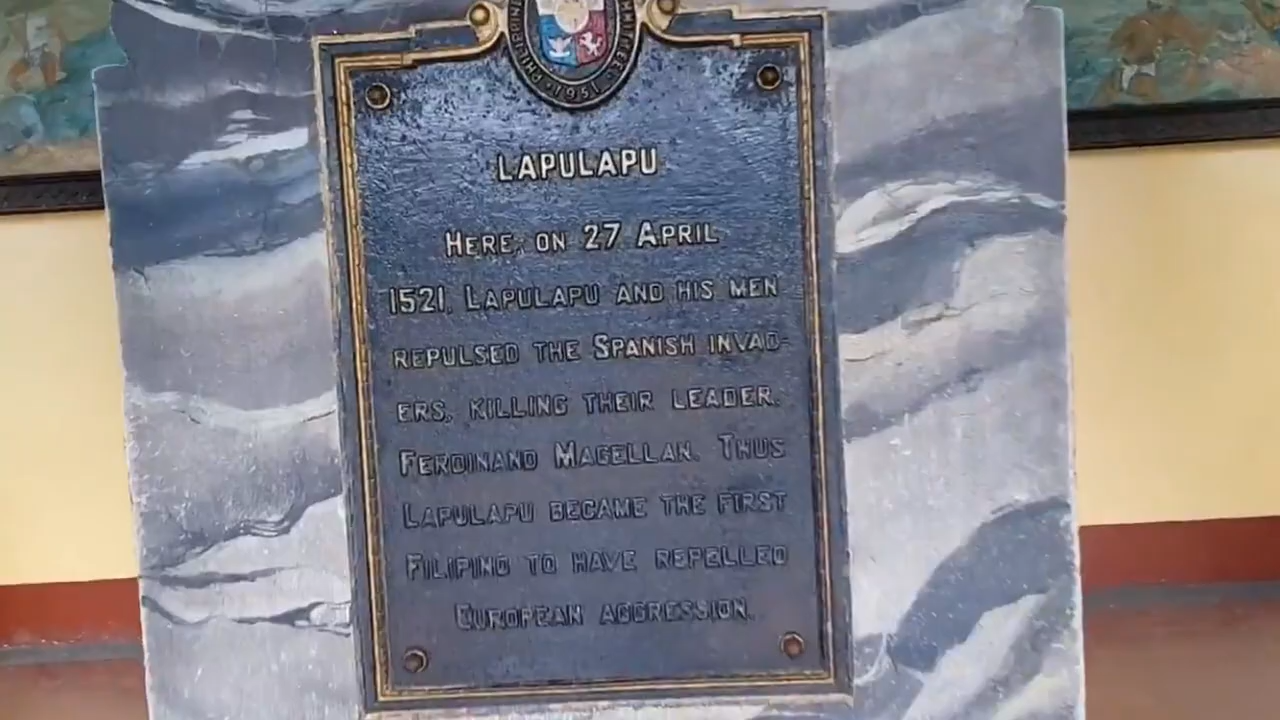 LAPULAPU
HERE, ON 27 APRIL
1521, LAPULAPU AND HIS MEN
REPULSED THE SPANISH INVAD-
ERS, KILLING THEIR LEADER,
FERDINAND MAGELLAN. THUS
LAPULAPU BECAME THE FIRST
FILIPINO TO HAVE REPELLED
EUROPEAN AGGRESSION.